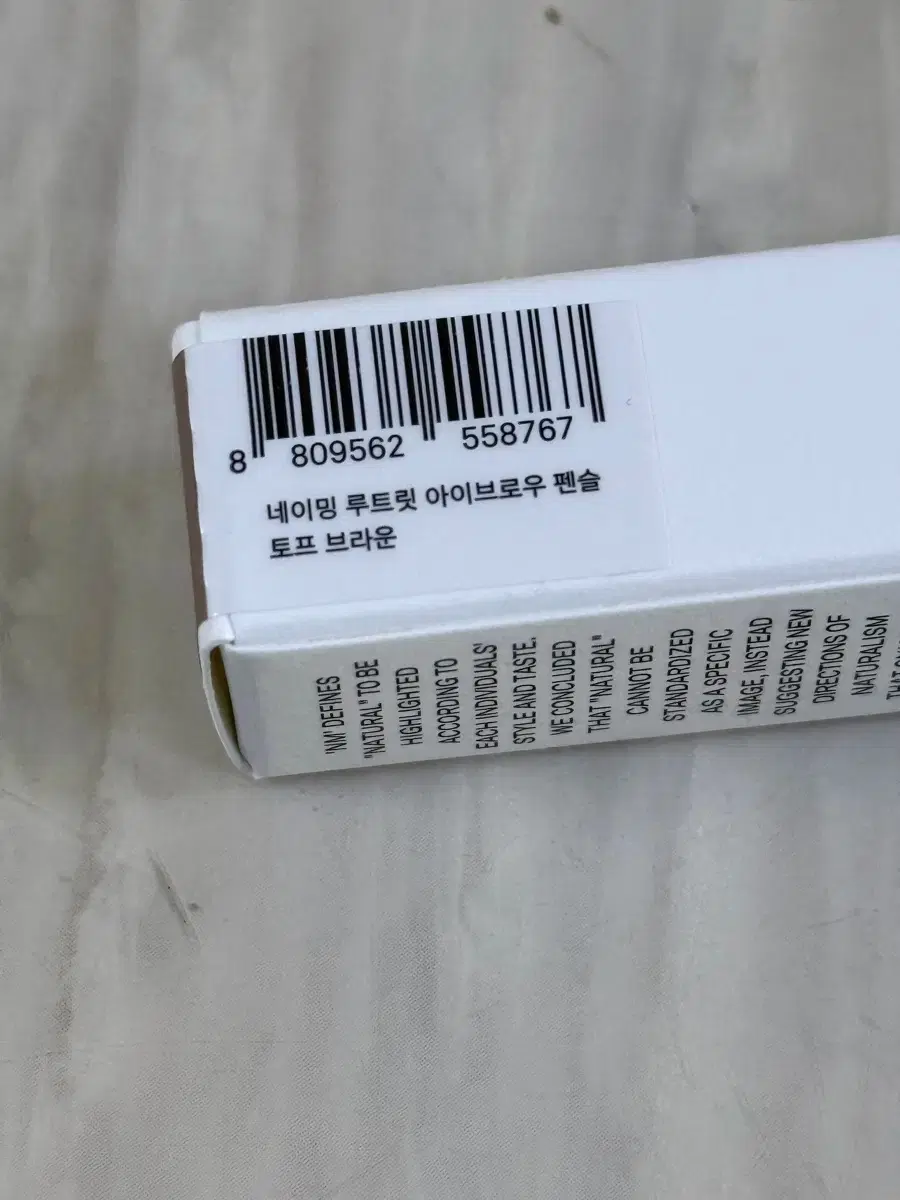 8 809562 558767
네이밍 루트릿 아이브로우 펜슬
토프 브라운
'NM' DEFINES
"NATURAL" TO BE
HIGHLIGHTED
ACCORDING TO
EACH INDIVIDUALS'
STYLE AND TASTE.
WE CONCLUDED
THAT "NATURAL"
CANNOT BE
STANDARDIZED
AS A SPECIFIC
IMAGE, INSTEAD
SUGGESTING NEW
DIRECTIONS OF
NATURALISM